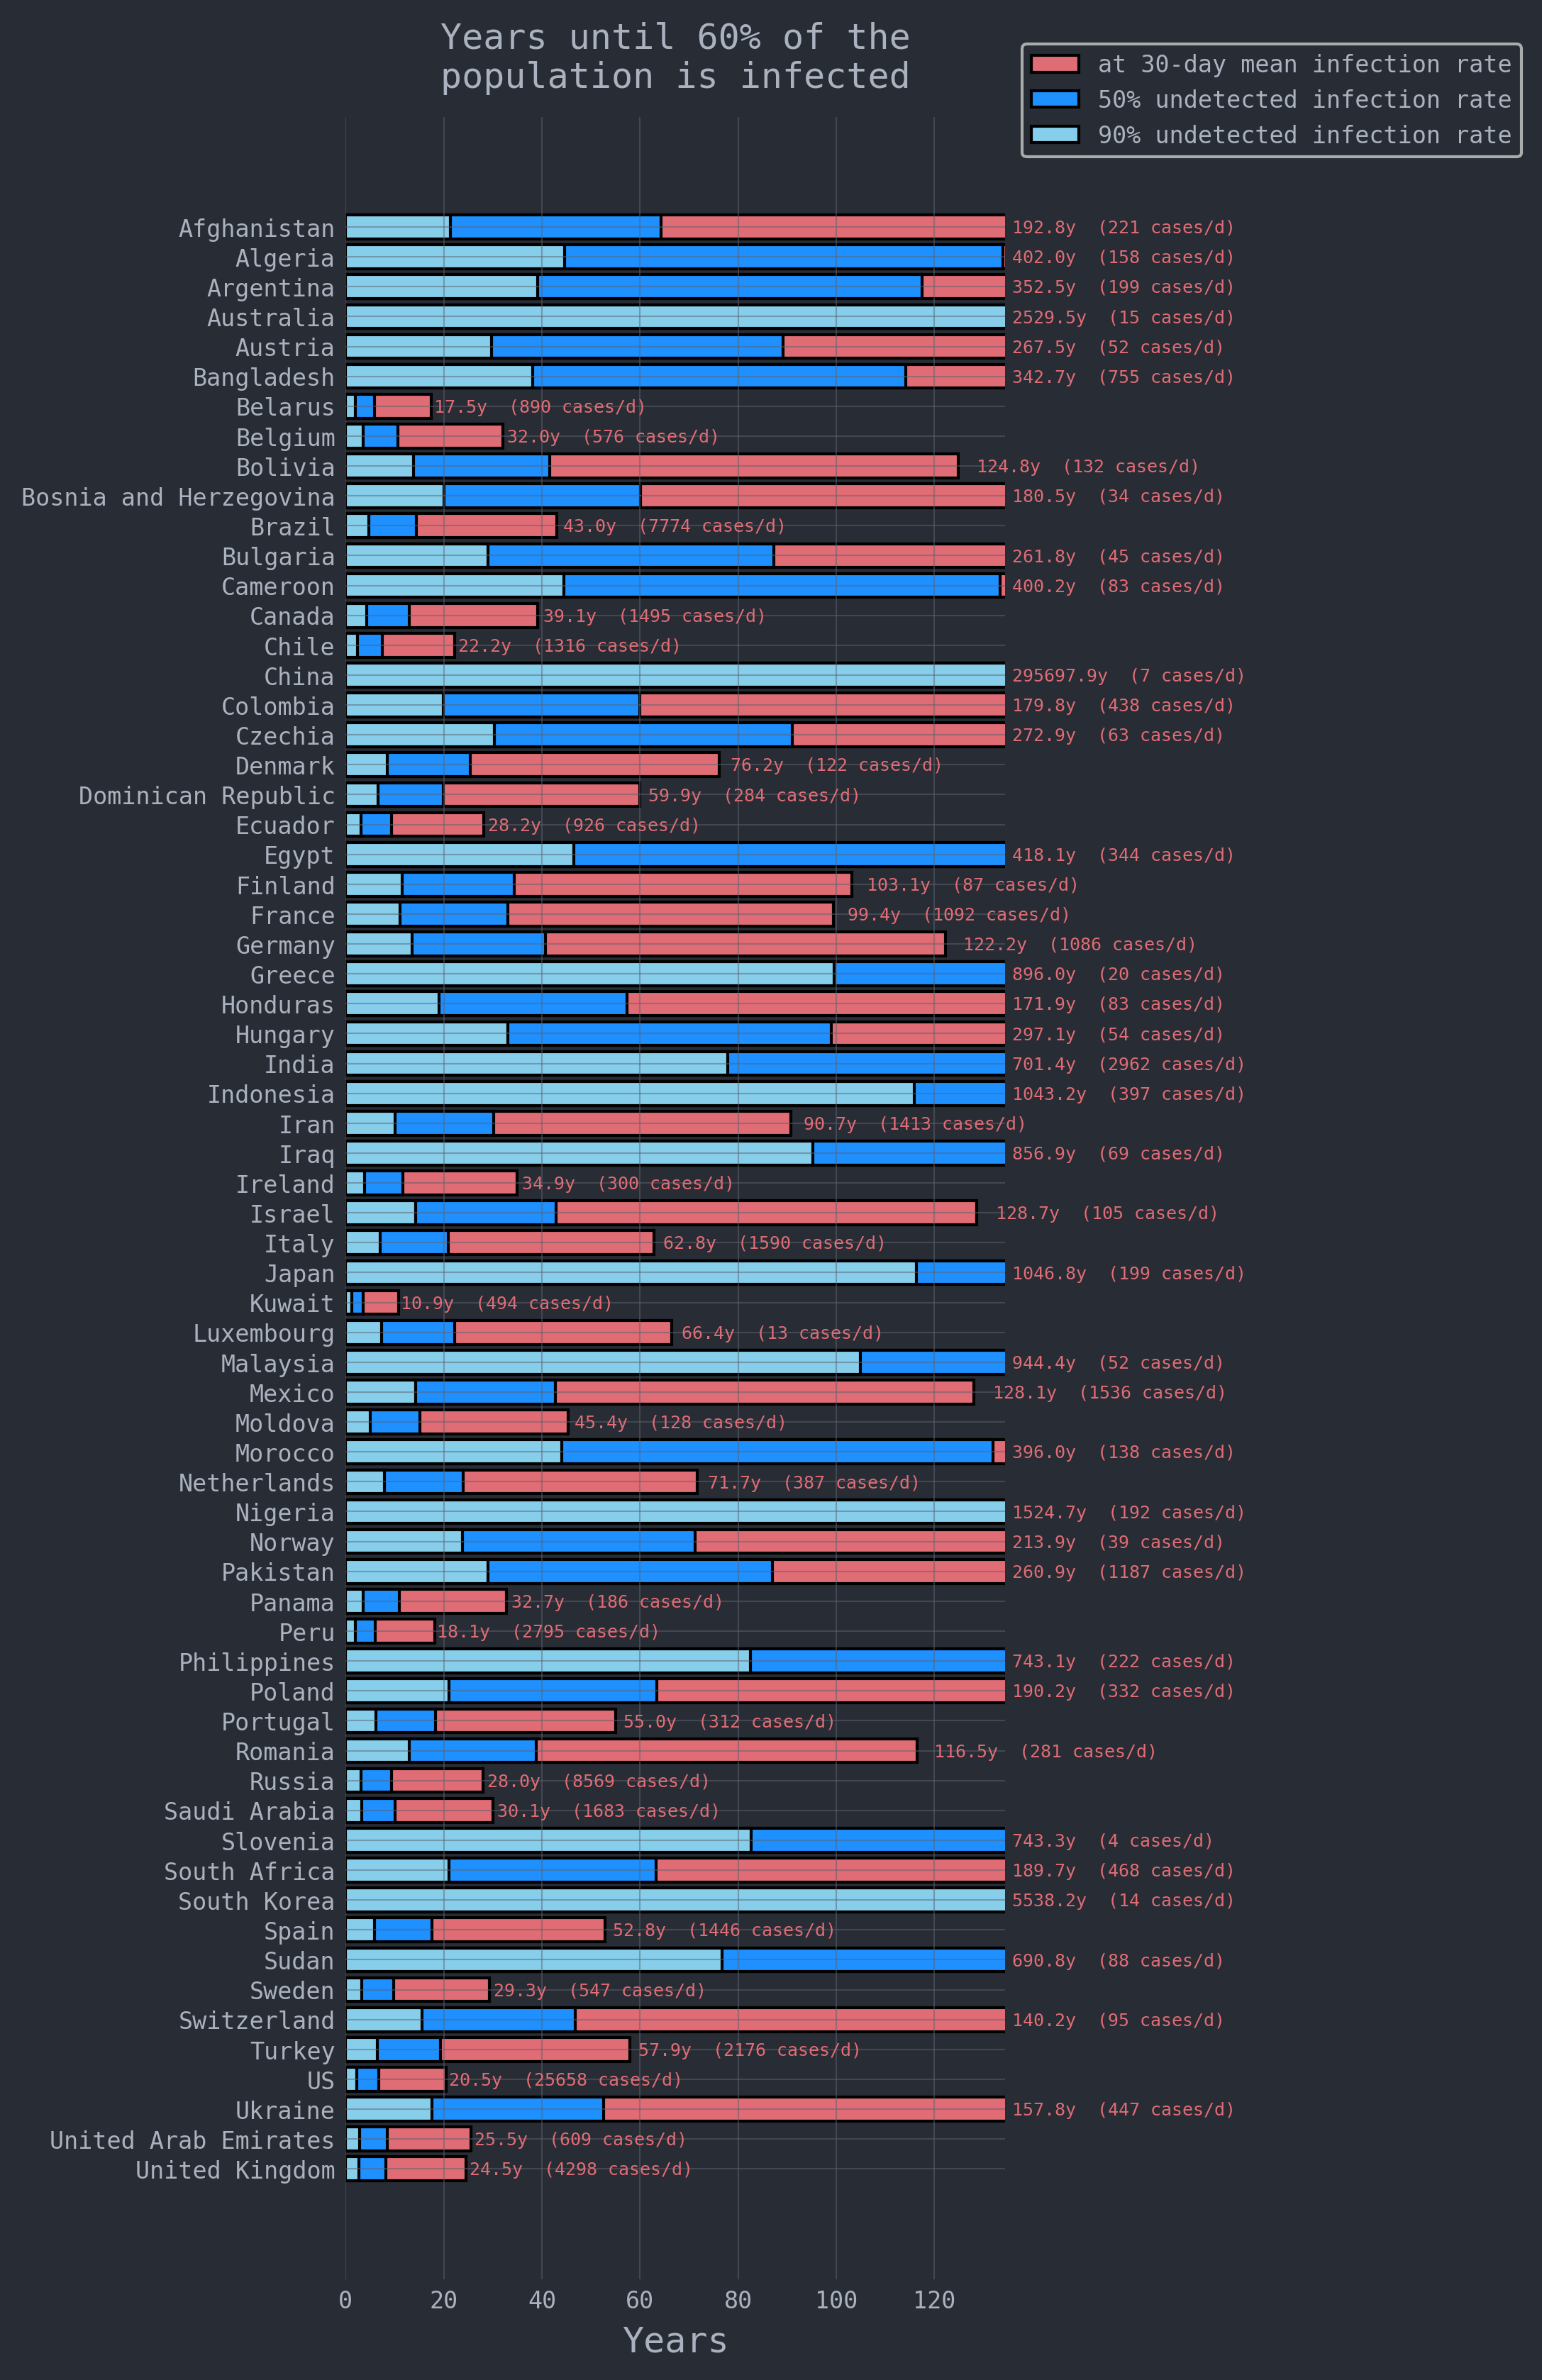 Years until 60% of the
population is infected
at 30-day mean infection rate
50% undetected infection rate
90% undetected infection rate
Afghanistan 192.8y (221 cases/d)
Algeria 402.0y (158 cases/d)
Argentina 352.5y (199 cases/d)
Australia 2529.5y (15 cases/d)
Austria 267.5y (52 cases/d)
Bangladesh 342.7y (755 cases/d)
Belarus 17.5y (890 cases/d)
Belgium 32.0y (576 cases/d)
Bolivia 124.8y (132 cases/d)
Bosnia and Herzegovina 180.5y (34 cases/d)
Brazil 43.0y (7774 cases/d)
Bulgaria 261.8y (45 cases/d)
Cameroon 400.2y (83 cases/d)
Canada 39.1y (1495 cases/d)
Chile 22.2y (1316 cases/d)
China 295697.9y (7 cases/d)
Colombia 179.8y (438 cases/d)
Czechia 272.9y (63 cases/d)
Denmark 76.2y (122 cases/d)
Dominican Republic 59.9y (284 cases/d)
Ecuador 28.2y (926 cases/d)
Egypt 418.1y (344 cases/d)
Finland 103.1y (87 cases/d)
France 99.4y (1092 cases/d)
Germany 122.2y (1086 cases/d)
Greece 896.0y (20 cases/d)
Honduras 171.9y (83 cases/d)
Hungary 297.1y (54 cases/d)
India 701.4y (2962 cases/d)
Indonesia 1043.2y (397 cases/d)
Iran 90.7y (1413 cases/d)
Iraq 856.9y (69 cases/d)
Ireland 34.9y (300 cases/d)
Israel 128.7y (105 cases/d)
Italy 62.8y (1590 cases/d)
Japan 1046.8y (199 cases/d)
Kuwait 10.9y (494 cases/d)
Luxembourg 66.4y (13 cases/d)
Malaysia 944.4y (52 cases/d)
Mexico 128.1y (1536 cases/d)
Moldova 45.4y (128 cases/d)
Morocco 396.0y (138 cases/d)
Netherlands 71.7y (387 cases/d)
Nigeria 1524.7y (192 cases/d)
Norway 213.9y (39 cases/d)
Pakistan 260.9y (1187 cases/d)
Panama 32.7y (186 cases/d)
Peru 18.1y (2795 cases/d)
Philippines 743.1y (222 cases/d)
Poland 190.2y (332 cases/d)
Portugal 55.0y (312 cases/d)
Romania 116.5y (281 cases/d)
Russia 28.0y (8569 cases/d)
Saudi Arabia 30.1y (1683 cases/d)
Slovenia 743.3y (4 cases/d)
South Africa 189.7y (468 cases/d)
South Korea 5538.2y (14 cases/d)
Spain 52.8y (1446 cases/d)
Sudan 690.8y (88 cases/d)
Sweden 29.3y (547 cases/d)
Switzerland 140.2y (95 cases/d)
Turkey 57.9y (2176 cases/d)
US 20.5y (25658 cases/d)
Ukraine 157.8y (447 cases/d)
United Arab Emirates 25.5y (609 cases/d)
United Kingdom 24.5y (4298 cases/d)
0 20 40 60 80 100 120
Years